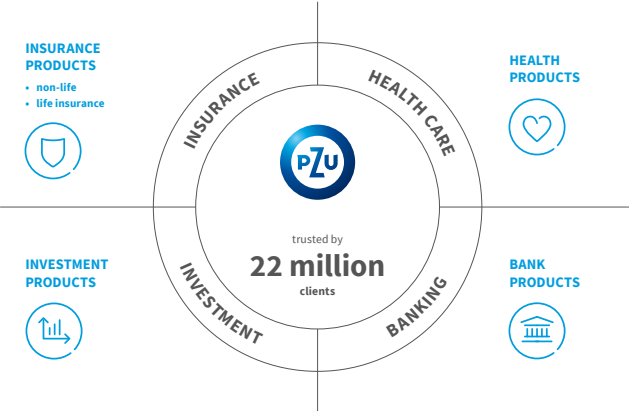 INSURANCE
PRODUCTS
• non-life
• life insurance
HEALTH
PRODUCTS
INSURANCE
HEALTH CARE
PZU
trusted by
22 million
clients
INVESTMENT
BANKING
INVESTMENT
PRODUCTS
BANK
PRODUCTS